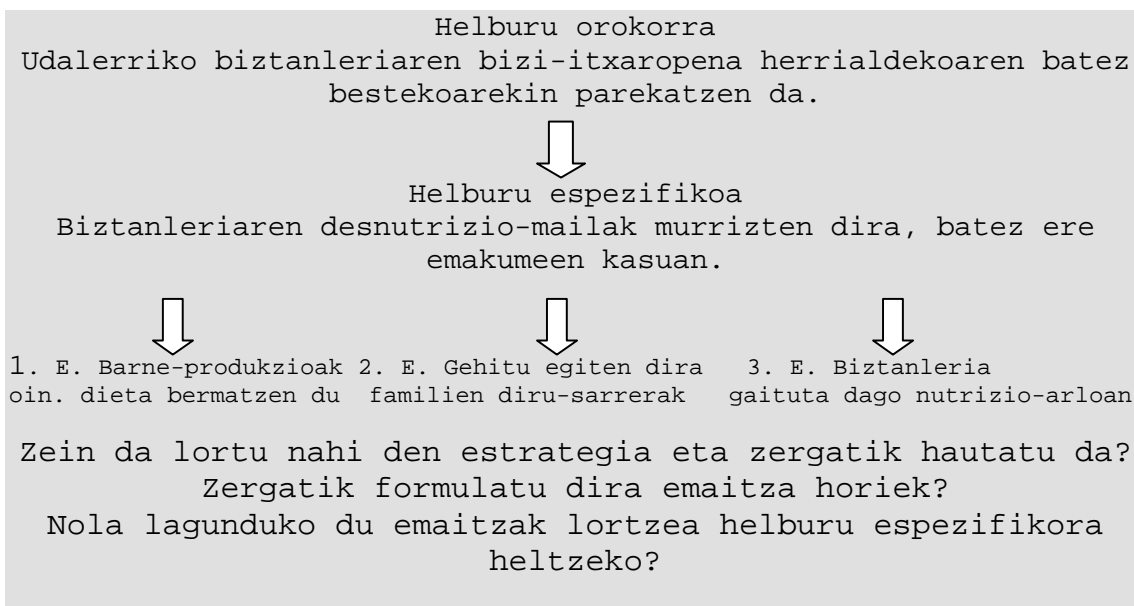 Helburu orokorra
Udalerriko biztanleriaren bizi-itxaropena herrialdekoaren batez
bestekoarekin parekatzen da.
Helburu espezifikoa
Biztanleriaren desnutrizio-mailak murrizten dira, batez ere
emakumeen kasuan.
1. E. Barne-produkzioak
oin. dieta bermatzen du
2. E. Gehitu egiten dira
familien diru-sarrerak
3. E. Biztanleria
gaituta dago nutrizio-arloan
Zein da lortu nahi den estrategia eta zergatik hautatu da?
Zergatik formulatu dira emaitza horiek?
Nola lagunduko du emaitzak lortzea helburu espezifikora
heltzeko?